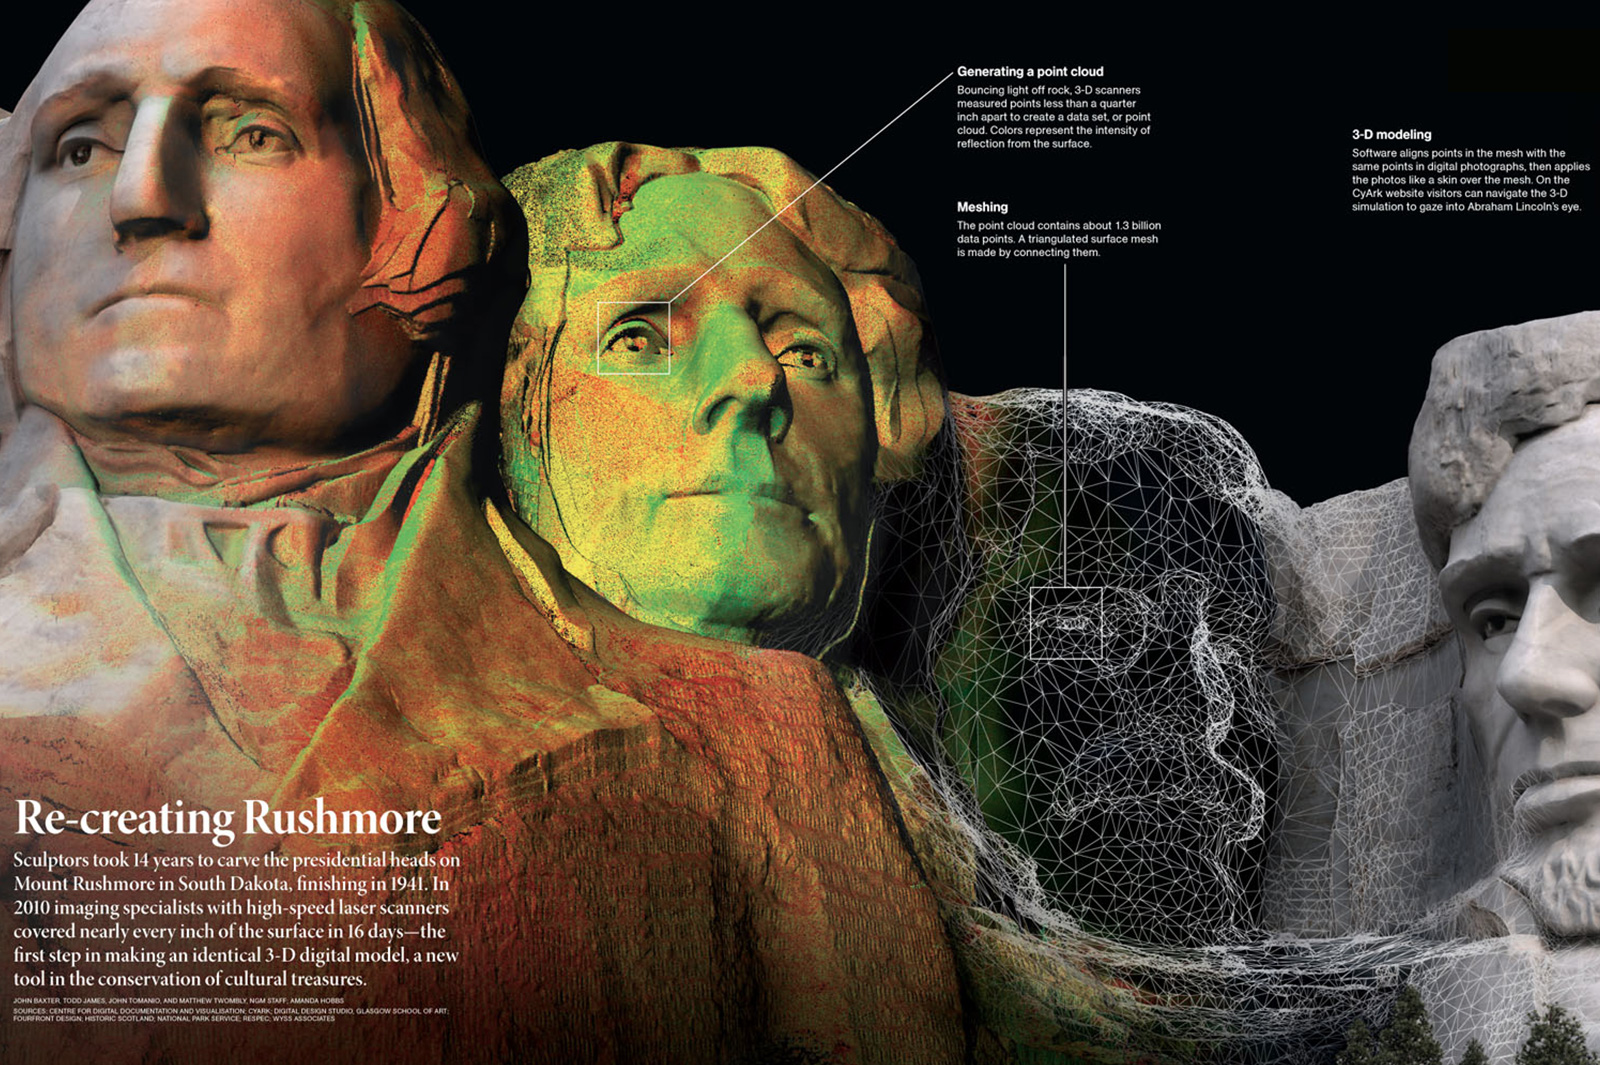 Generating a point cloud
Bouncing light off rock, 3-D scanners
measured points less than a quarter
inch apart to create a data set, or point
cloud. Colors represent the intensity of
reflection from the surface.
Meshing
The point cloud contains about 1.3 billion
data points. A triangulated surface mesh
is made by connecting them.
3-D modeling
Software aligns points in the mesh with the
same points in digital photographs, then applies
the photos like a skin over the mesh. On the
CyArk website visitors can navigate the 3-D
simulation to gaze into Abraham Lincoln's eye.
Re-creating Rushmore
Sculptors took 14 years to carve the presidential heads on
Mount Rushmore in South Dakota, finishing in 1941. In
2010 imaging specialists with high-speed laser scanners
covered nearly every inch of the surface in 16 days—the
first step in making an identical 3-D digital model, a new
tool in the conservation of cultural treasures.
JOHN BAXTER, TODD JAMES, JOHN TOMANIO, AND MATTHEW TWOMBLY, NGM STAFF; AMANDA HOBBS
SOURCES: CENTRE FOR DIGITAL DOCUMENTATION AND VISUALISATION; CYARK; DIGITAL DESIGN STUDIO, GLASGOW SCHOOL OF ART;
FOURFRONT DESIGN; HISTORIC SCOTLAND; NATIONAL PARK SERVICE; RESPEC; WYSS ASSOCIATES